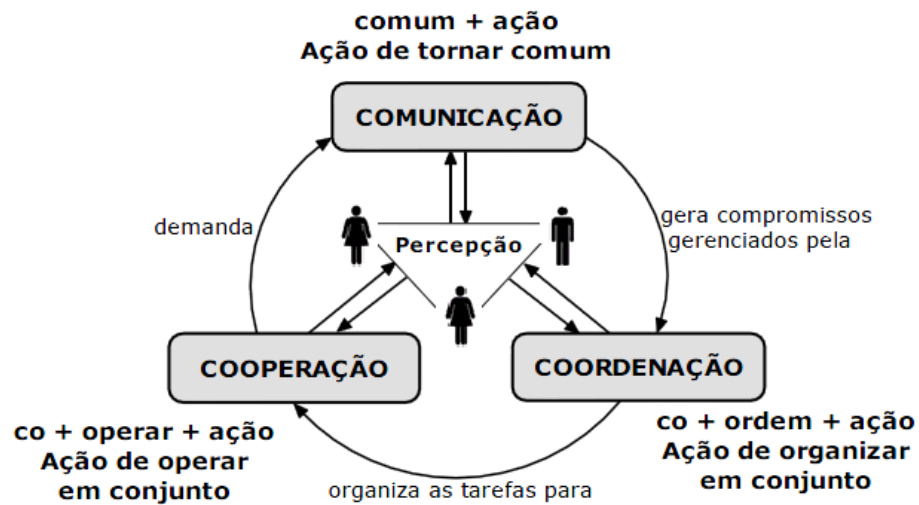 comum + ação
Ação de tornar comum
COMUNICAÇÃO
demanda
gera compromissos
gerenciados pela
Percepção
COOPERAÇÃO
COORDENAÇÃO
co + operar + ação
Ação de operar
em conjunto
co + ordem + ação
Ação de organizar
em conjunto
organiza as tarefas para